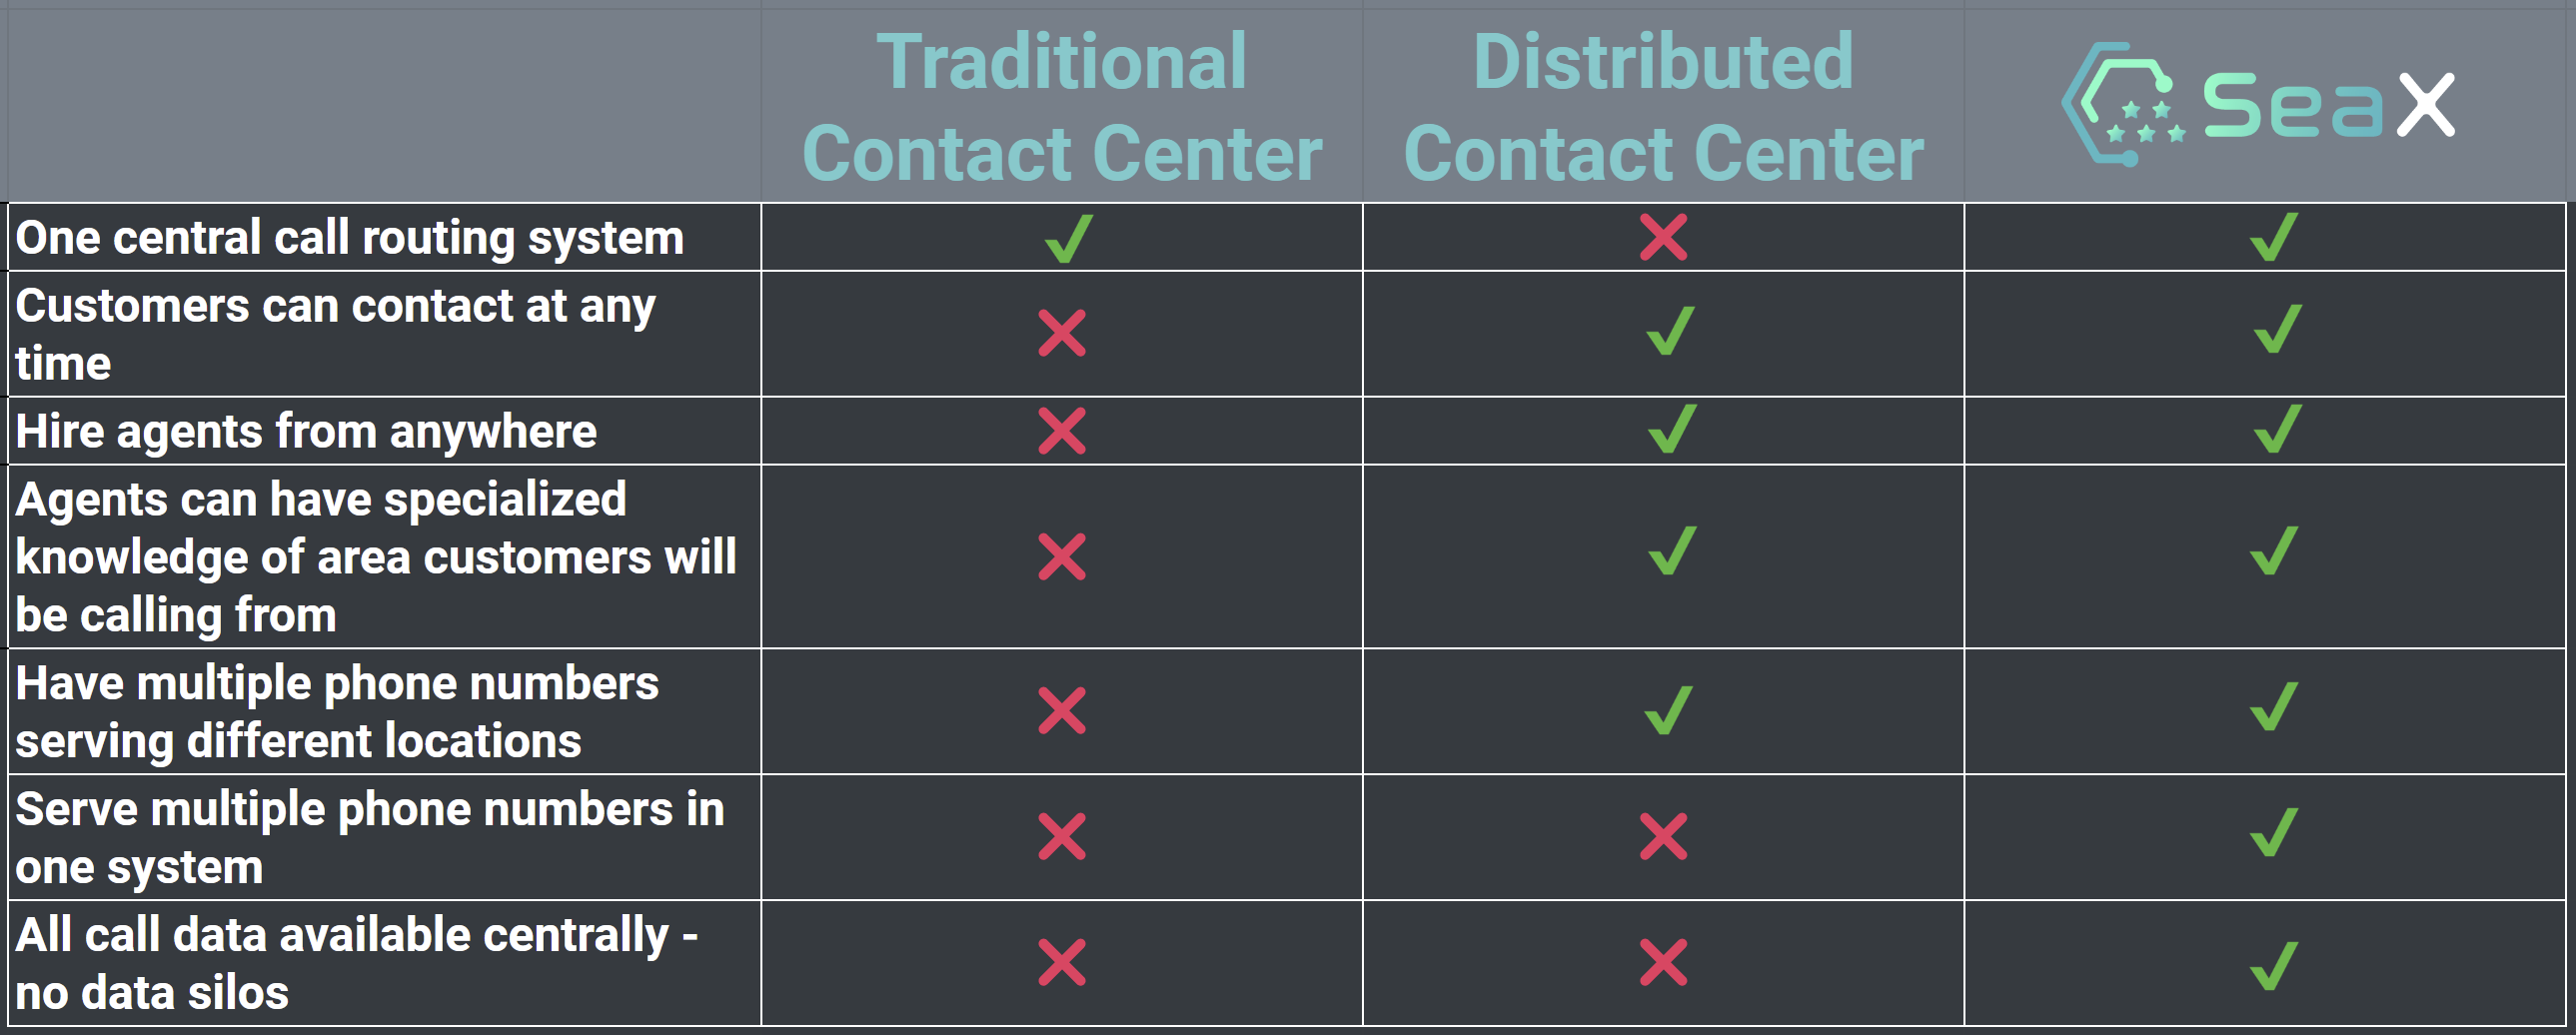 Traditional
Contact Center
Distributed
Contact Center
SeaX
One central call routing system
Customers can contact at any
time
Hire agents from anywhere
Agents can have specialized
knowledge of area customers will
be calling from
Have multiple phone numbers
serving different locations
Serve multiple phone numbers in
one system
All call data available centrally -
no data silos